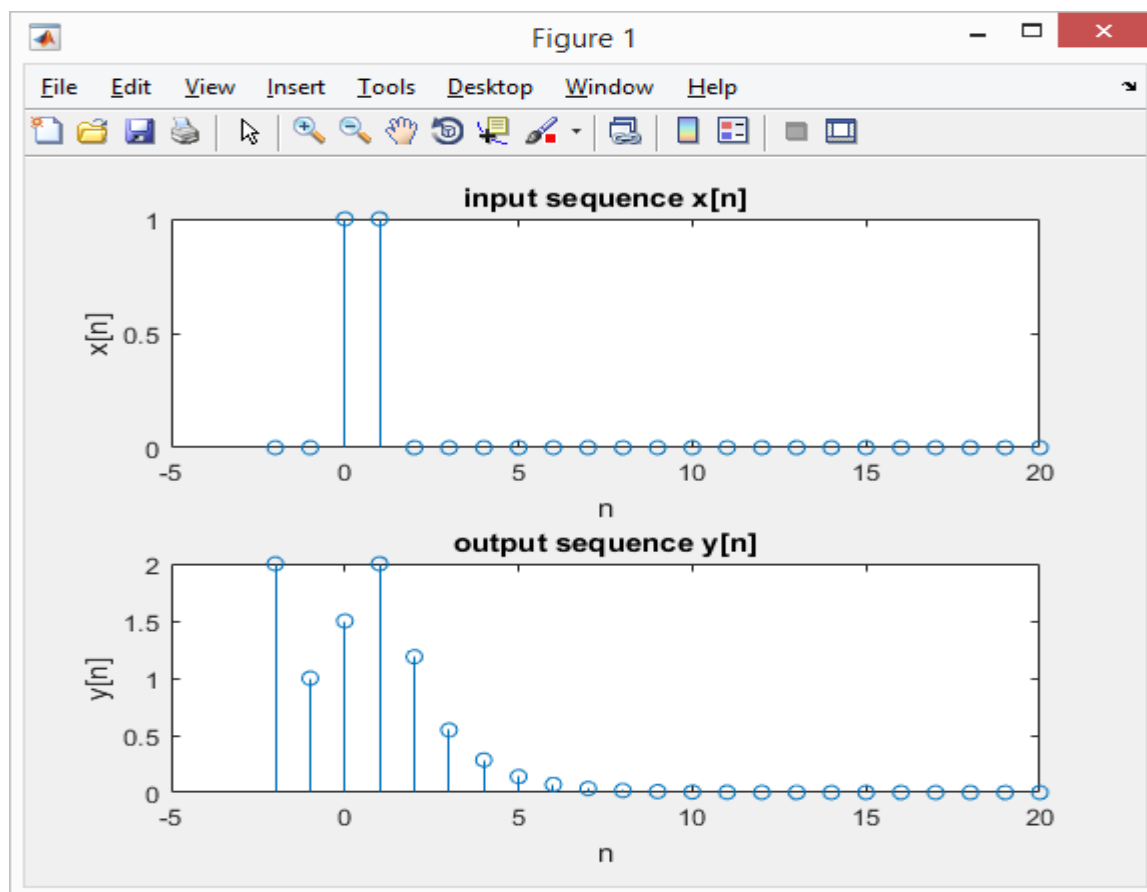 Figure 1
File Edit View Insert Tools Desktop Window Help
input sequence x[n]
1
0.5
0
x[n]
-5 0 5 10 15 20
n
output sequence y[n]
2
1.5
1
0.5
0
y[n]
-5 0 5 10 15 20
n